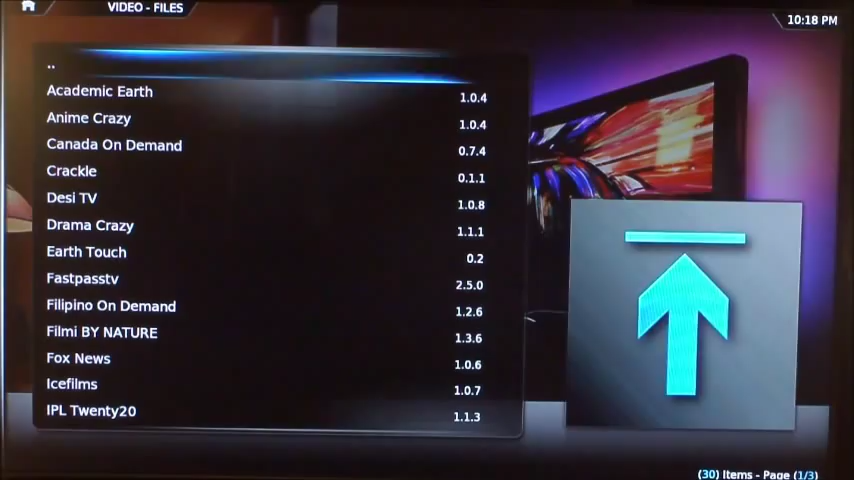 VIDEO - FILES
10:18 PM
..
Academic Earth 1.0.4
Anime Crazy 1.0.4
Canada On Demand 0.7.4
Crackle 0.1.1
Desi TV 1.0.8
Drama Crazy 1.1.1
Earth Touch 0.2
Fastpasstv 2.5.0
Filipino On Demand 1.2.6
Filmi BY NATURE 1.3.6
Fox News 1.0.6
Icefilms 1.0.7
IPL Twenty20 1.1.3
(30) Items - Page (1/3)